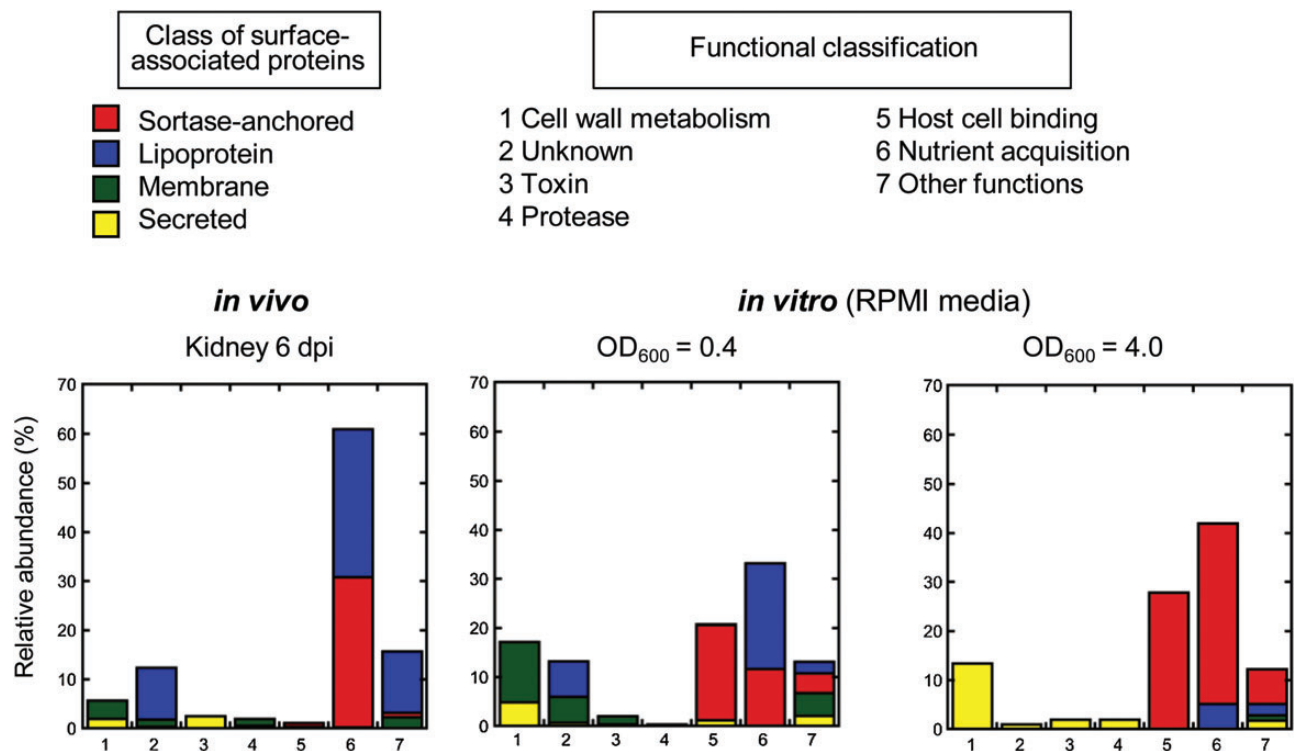 Class of surface-
associated proteins
Functional classification
Sortase-anchored
Lipoprotein
Membrane
Secreted
1 Cell wall metabolism
2 Unknown
3 Toxin
4 Protease
5 Host cell binding
6 Nutrient acquisition
7 Other functions
in vivo
in vitro (RPMI media)
Kidney 6 dpi
OD600 = 0.4
OD600 = 4.0
Relative abundance (%)
70
60
50
40
30
20
10
0
1 2 3 4 5 6 7
70
60
50
40
30
20
10
0
1 2 3 4 5 6 7
70
60
50
40
30
20
10
0
1 2 3 4 5 6 7